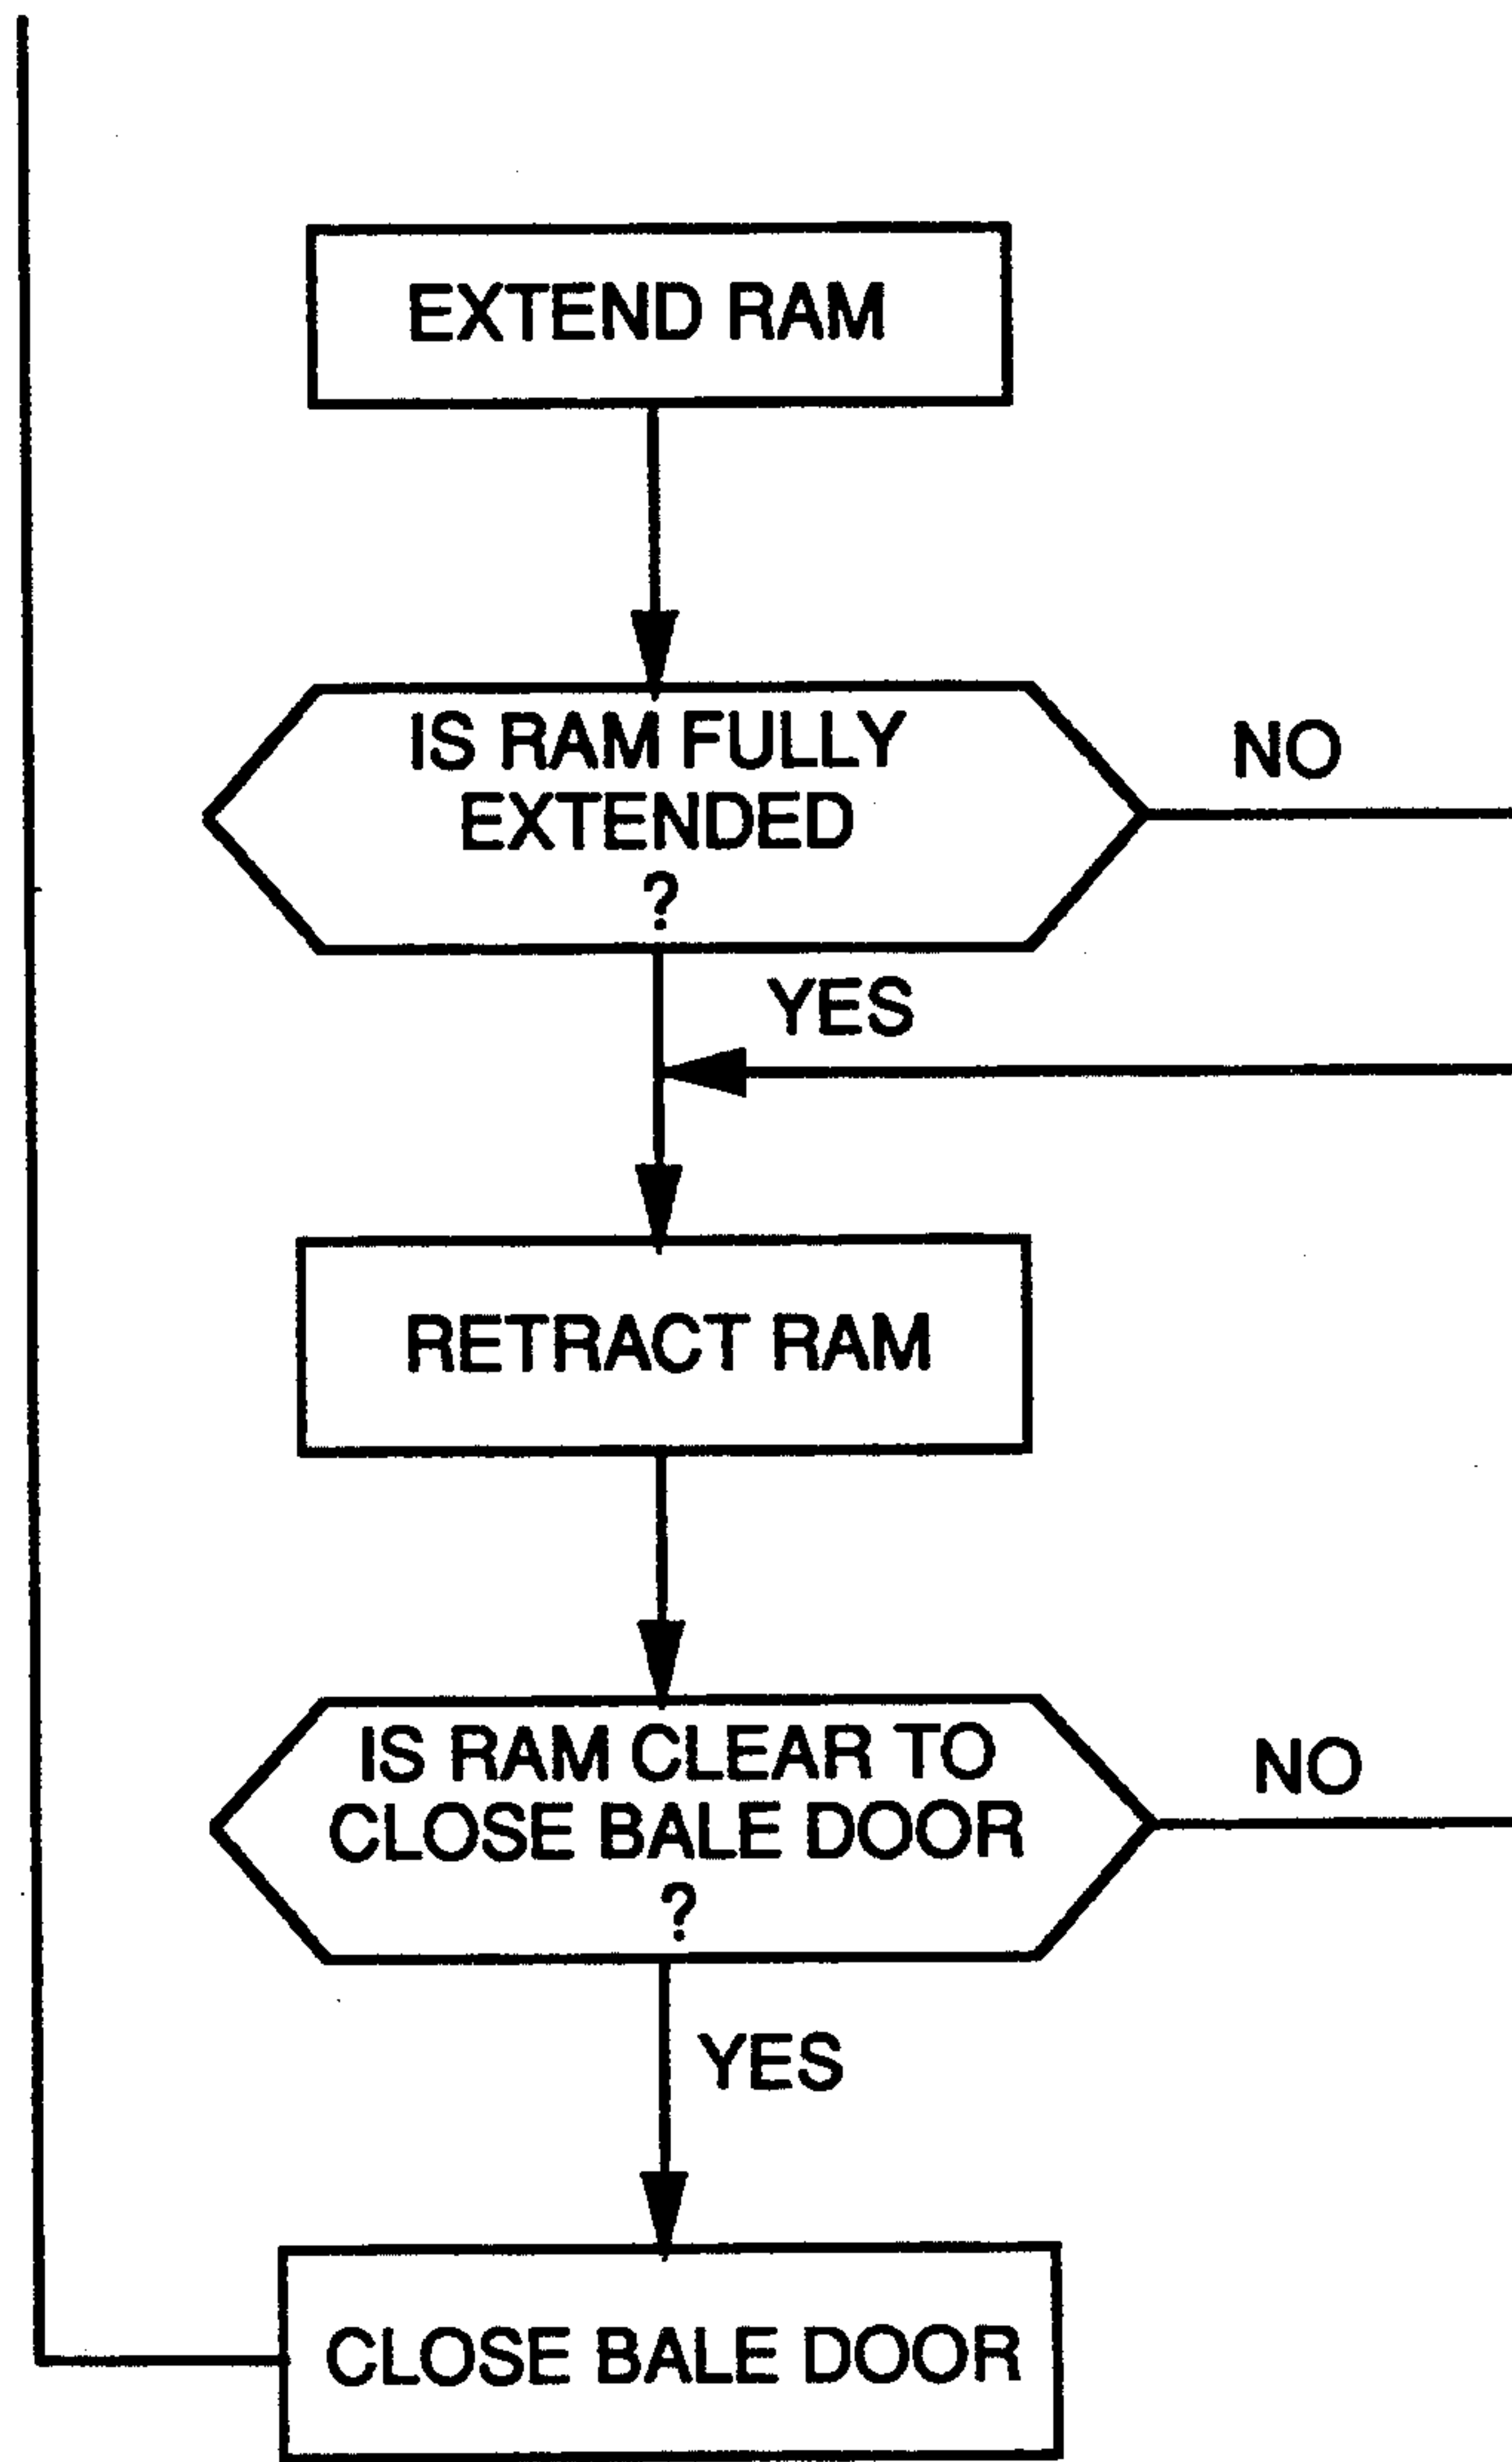 EXTEND RAM
IS RAM FULLY
EXTENDED
?
NO
YES
RETRACT RAM
IS RAM CLEAR TO
CLOSE BALE DOOR
?
NO
YES
CLOSE BALE DOOR